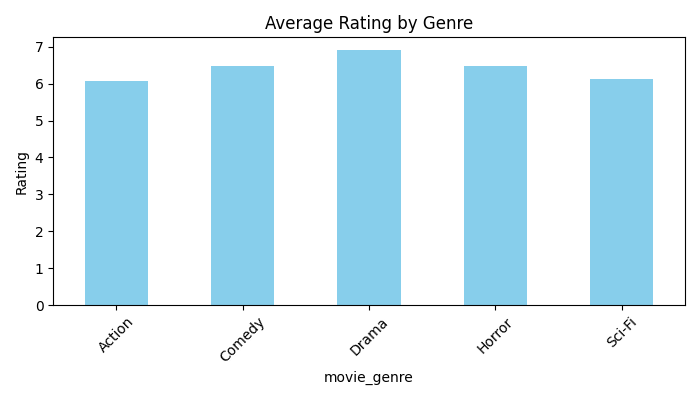 Average Rating by Genre
7
6
5
4
3
2
1
0
Rating
Action
Comedy
Drama
Horror
Sci-Fi
movie_genre